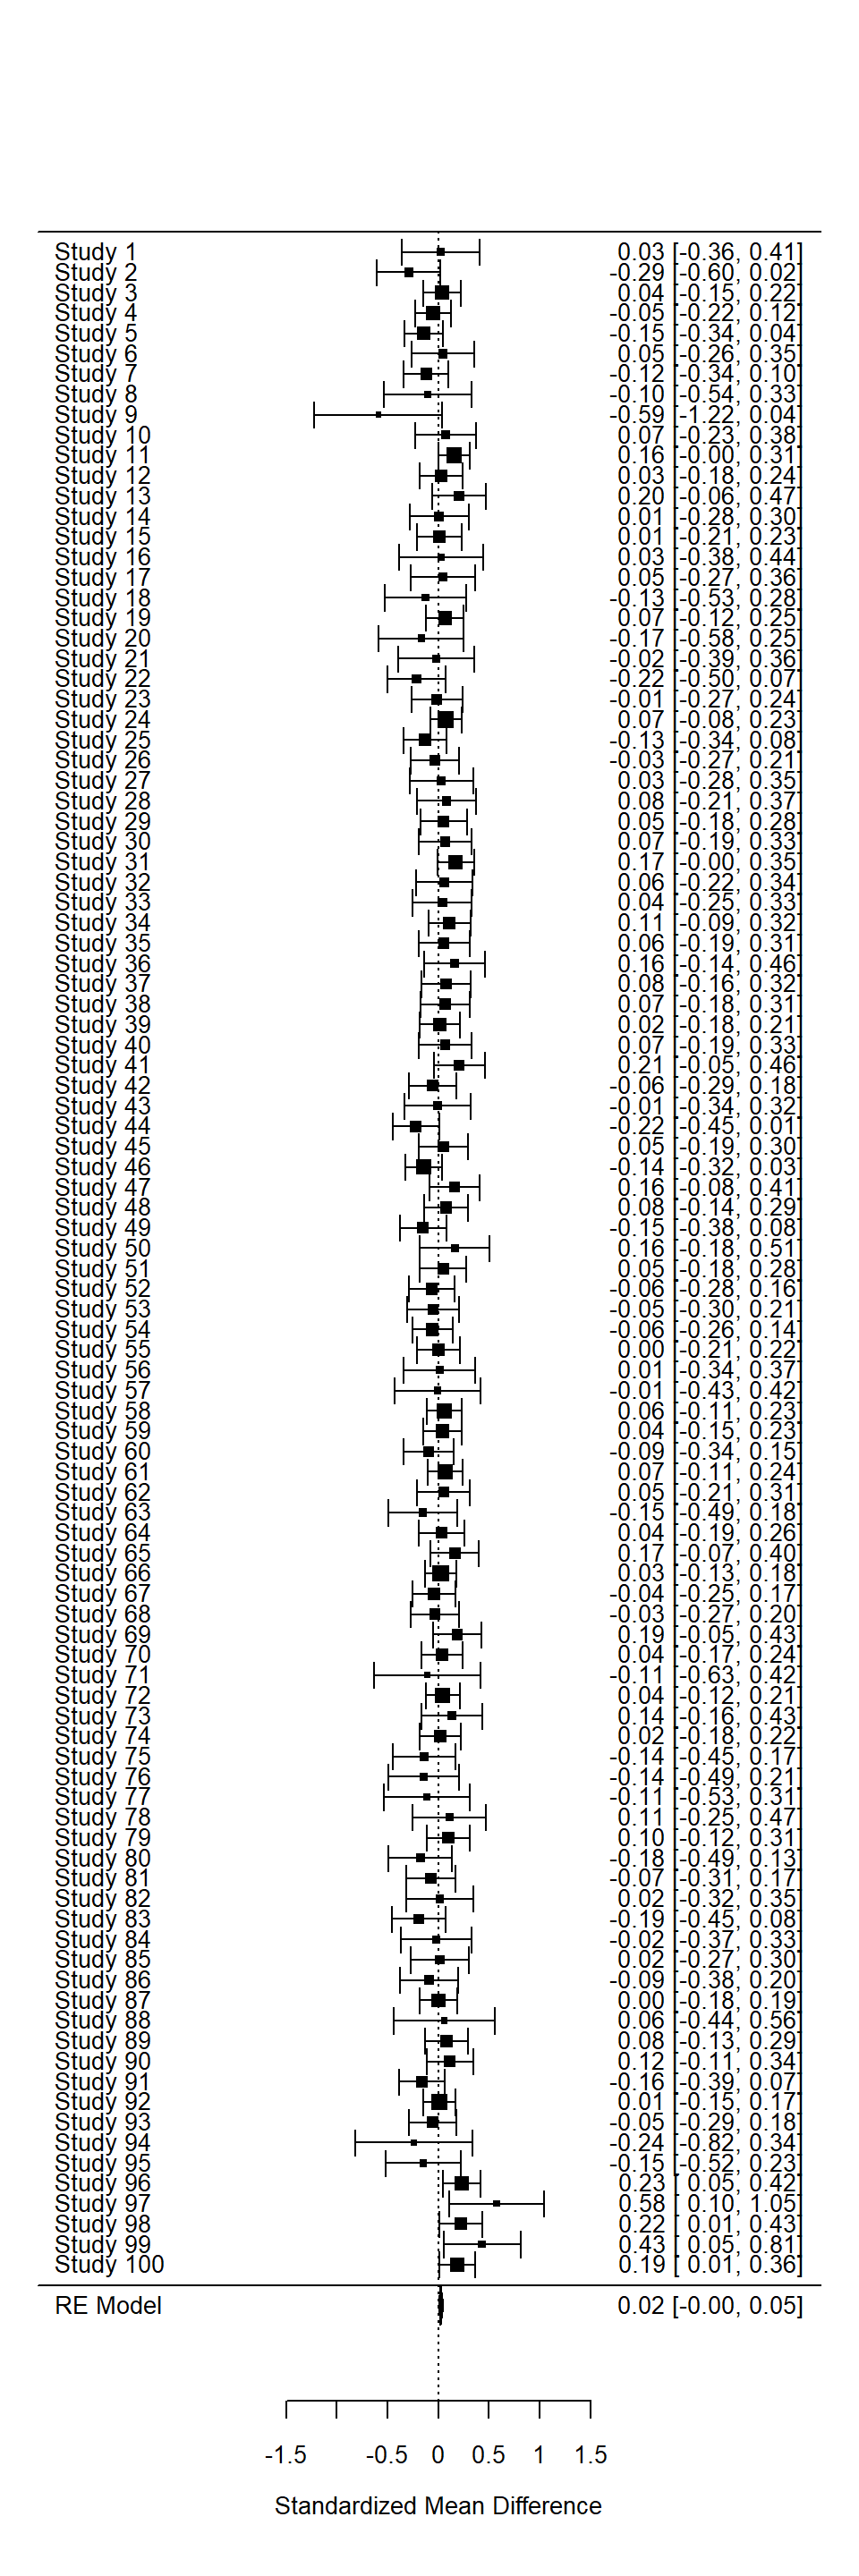 Study 1 0.03 [-0.36, 0.41]
Study 2 -0.29 [-0.60, 0.02]
Study 3 0.04 [-0.15, 0.22]
Study 4 -0.05 [-0.22, 0.12]
Study 5 -0.15 [-0.34, 0.04]
Study 6 0.05 [-0.26, 0.35]
Study 7 -0.12 [-0.34, 0.10]
Study 8 -0.10 [-0.54, 0.33]
Study 9 -0.59 [-1.22, 0.04]
Study 10 0.07 [-0.23, 0.38]
Study 11 0.16 [-0.00, 0.31]
Study 12 0.03 [-0.18, 0.24]
Study 13 0.20 [-0.06, 0.47]
Study 14 0.01 [-0.28, 0.30]
Study 15 0.01 [-0.21, 0.23]
Study 16 0.03 [-0.38, 0.44]
Study 17 0.05 [-0.27, 0.36]
Study 18 -0.13 [-0.53, 0.28]
Study 19 0.07 [-0.12, 0.25]
Study 20 -0.17 [-0.58, 0.25]
Study 21 -0.02 [-0.39, 0.36]
Study 22 -0.22 [-0.50, 0.07]
Study 23 -0.01 [-0.27, 0.24]
Study 24 0.07 [-0.08, 0.23]
Study 25 -0.13 [-0.34, 0.08]
Study 26 -0.03 [-0.27, 0.21]
Study 27 0.03 [-0.28, 0.35]
Study 28 0.08 [-0.21, 0.37]
Study 29 0.05 [-0.18, 0.28]
Study 30 0.07 [-0.19, 0.33]
Study 31 0.17 [-0.00, 0.35]
Study 32 0.06 [-0.22, 0.34]
Study 33 0.04 [-0.25, 0.33]
Study 34 0.11 [-0.09, 0.32]
Study 35 0.06 [-0.19, 0.31]
Study 36 0.16 [-0.14, 0.46]
Study 37 0.08 [-0.16, 0.32]
Study 38 0.07 [-0.18, 0.31]
Study 39 0.02 [-0.18, 0.21]
Study 40 0.07 [-0.19, 0.33]
Study 41 0.21 [-0.05, 0.46]
Study 42 -0.06 [-0.29, 0.18]
Study 43 -0.01 [-0.34, 0.32]
Study 44 -0.22 [-0.45, 0.01]
Study 45 0.05 [-0.19, 0.30]
Study 46 -0.14 [-0.32, 0.03]
Study 47 0.16 [-0.08, 0.41]
Study 48 0.08 [-0.14, 0.29]
Study 49 -0.15 [-0.38, 0.08]
Study 50 0.16 [-0.18, 0.51]
Study 51 0.05 [-0.18, 0.28]
Study 52 -0.06 [-0.28, 0.16]
Study 53 -0.05 [-0.30, 0.21]
Study 54 -0.06 [-0.26, 0.14]
Study 55 0.00 [-0.21, 0.22]
Study 56 0.01 [-0.34, 0.37]
Study 57 -0.01 [-0.43, 0.42]
Study 58 0.06 [-0.11, 0.23]
Study 59 0.04 [-0.15, 0.23]
Study 60 -0.09 [-0.34, 0.15]
Study 61 0.07 [-0.11, 0.24]
Study 62 0.05 [-0.21, 0.31]
Study 63 -0.15 [-0.49, 0.18]
Study 64 0.04 [-0.19, 0.26]
Study 65 0.17 [-0.07, 0.40]
Study 66 0.03 [-0.13, 0.18]
Study 67 -0.04 [-0.25, 0.17]
Study 68 -0.03 [-0.27, 0.20]
Study 69 0.19 [-0.05, 0.43]
Study 70 0.04 [-0.17, 0.24]
Study 71 -0.11 [-0.63, 0.42]
Study 72 0.04 [-0.12, 0.21]
Study 73 0.14 [-0.16, 0.43]
Study 74 0.02 [-0.18, 0.22]
Study 75 -0.14 [-0.45, 0.17]
Study 76 -0.14 [-0.49, 0.21]
Study 77 -0.11 [-0.53, 0.31]
Study 78 0.11 [-0.25, 0.47]
Study 79 0.10 [-0.12, 0.31]
Study 80 -0.18 [-0.49, 0.13]
Study 81 -0.07 [-0.31, 0.17]
Study 82 0.02 [-0.32, 0.35]
Study 83 -0.19 [-0.45, 0.08]
Study 84 -0.02 [-0.37, 0.33]
Study 85 0.02 [-0.27, 0.30]
Study 86 -0.09 [-0.38, 0.20]
Study 87 0.00 [-0.18, 0.19]
Study 88 0.06 [-0.44, 0.56]
Study 89 0.08 [-0.13, 0.29]
Study 90 0.12 [-0.11, 0.34]
Study 91 -0.16 [-0.39, 0.07]
Study 92 0.01 [-0.15, 0.17]
Study 93 -0.05 [-0.29, 0.18]
Study 94 -0.24 [-0.82, 0.34]
Study 95 -0.15 [-0.52, 0.23]
Study 96 0.23 [ 0.05, 0.42]
Study 97 0.58 [ 0.10, 1.05]
Study 98 0.22 [ 0.01, 0.43]
Study 99 0.43 [ 0.05, 0.81]
Study 100 0.19 [ 0.01, 0.36]
RE Model 0.02 [-0.00, 0.05]
-1.5 -0.5 0 0.5 1 1.5
Standardized Mean Difference